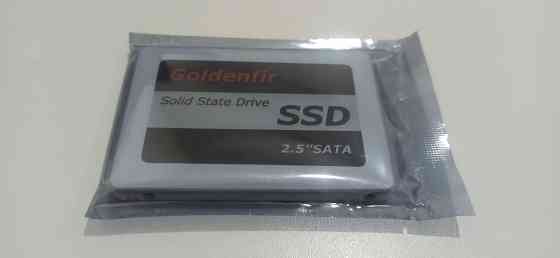 Goldenfir
Solid State Drive
SSD
2.5"SATA